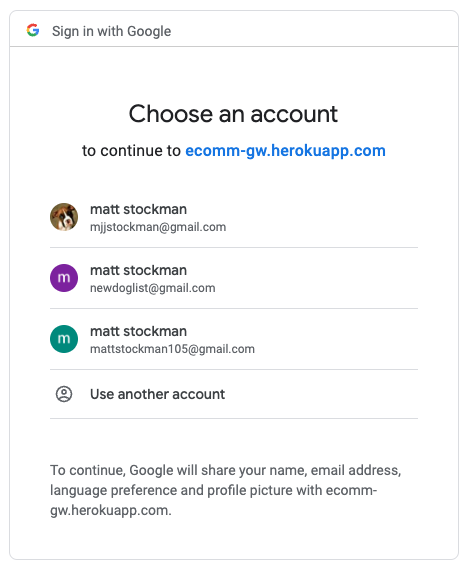 Sign in with Google
Choose an account
to continue to ecomm-gw.herokuapp.com
matt stockman
mjjstockman@gmail.com
m
matt stockman
newdoglist@gmail.com
m
matt stockman
mattstockman105@gmail.com
Use another account
To continue, Google will share your name, email address,
language preference and profile picture with ecomm-
gw.herokuapp.com.